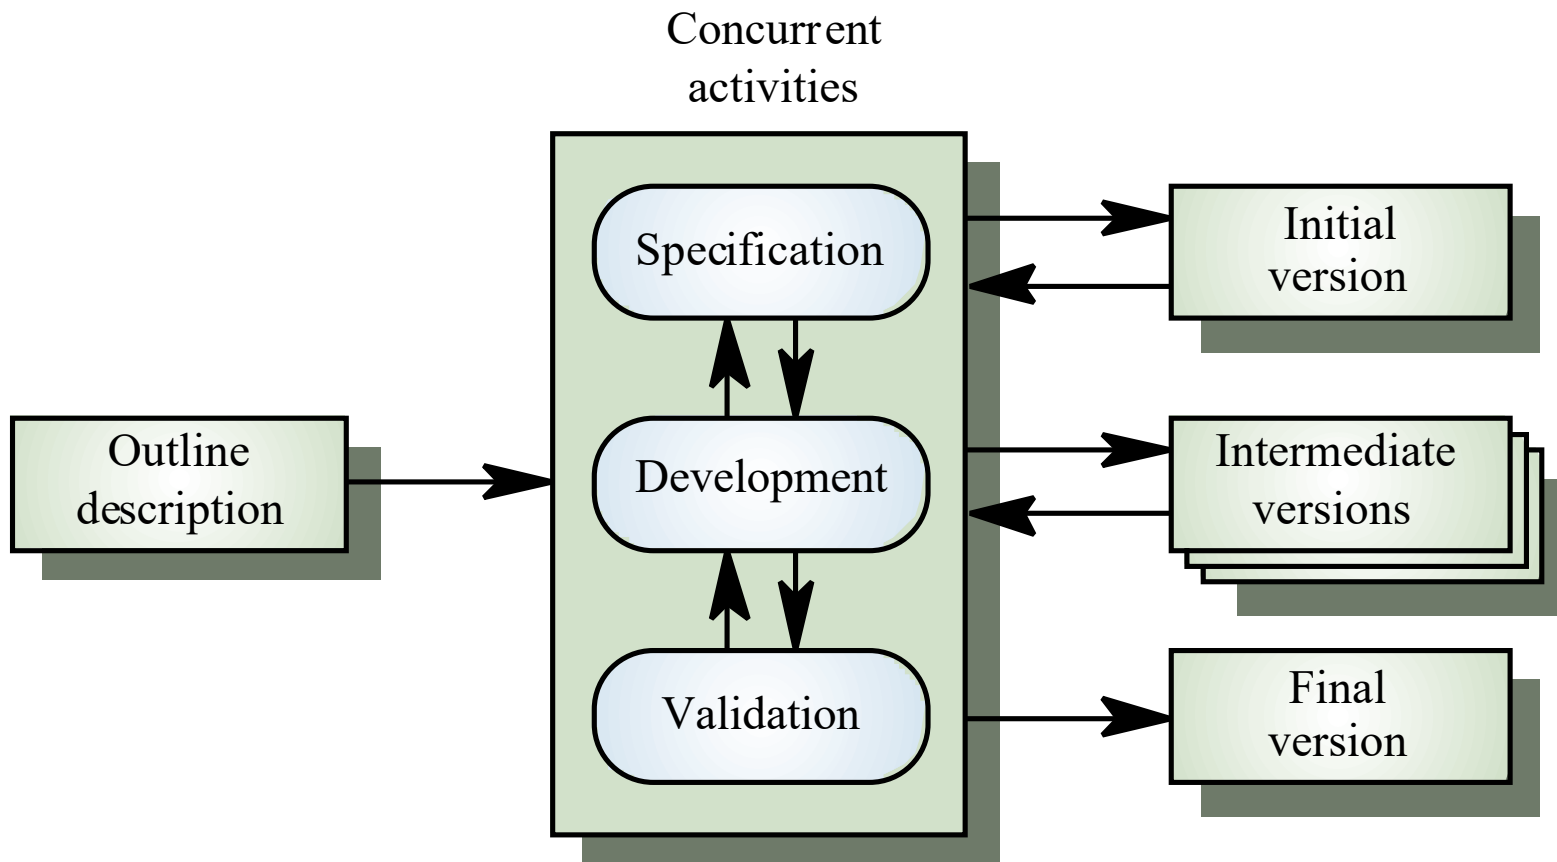 Concurrent
activities
Specification
Initial
version
Outline
description
Development
Intermediate
versions
Validation
Final
version